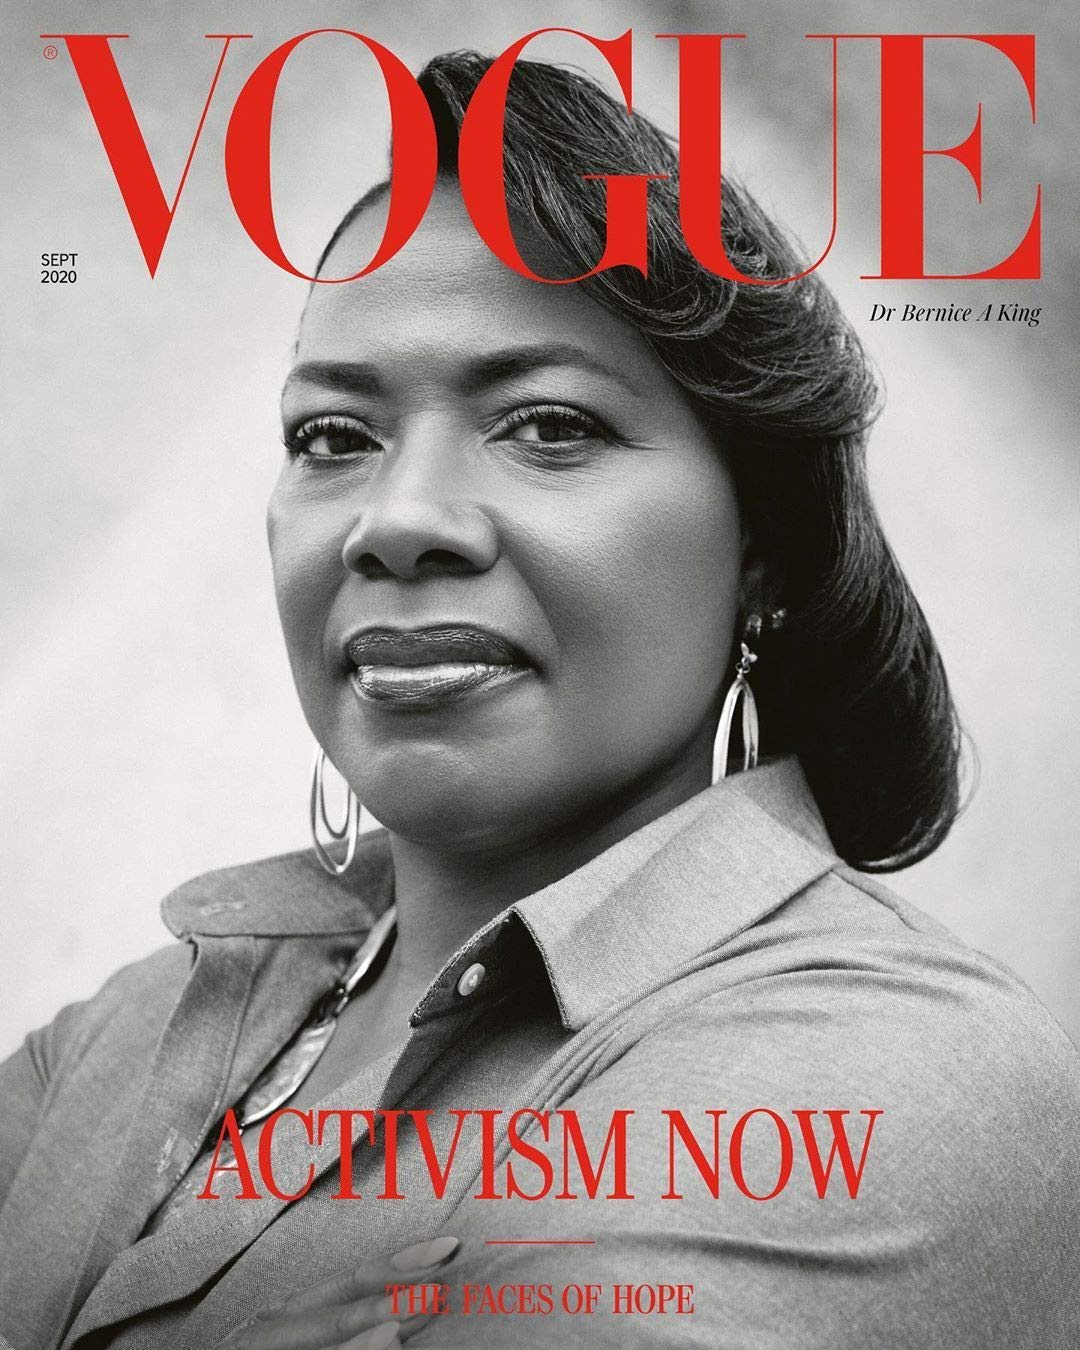 VOGUE
®
SEPT
2020
Dr Bernice A King
ACTIVISM NOW
THE FACES OF HOPE